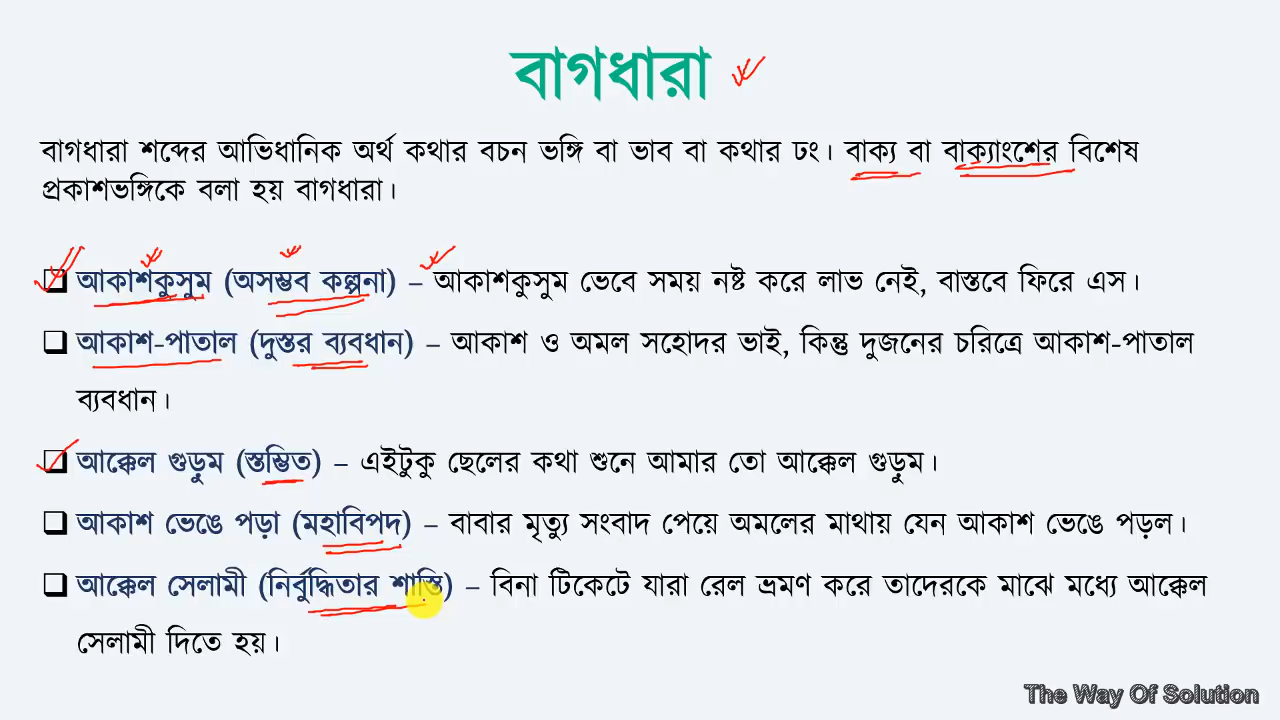 বাগধারা
বাগধারা শব্দের আভিধানিক অর্থ কথার বচন ভঙ্গি বা ভাব বা কথার ঢং। বাক্য বা বাক্যাংশের বিশেষ
প্রকাশভঙ্গিকে বলা হয় বাগধারা।
আকাশকুসুম (অসম্ভব কল্পনা) – আকাশকুসুম ভেবে সময় নষ্ট করে লাভ নেই, বাস্তবে ফিরে এস।
আকাশ-পাতাল (দুস্তর ব্যবধান) – আকাশ ও অমল সহোদর ভাই, কিন্তু দুজনের চরিত্রে আকাশ-পাতাল
ব্যবধান।
আক্কেল গুড়ুম (স্তম্ভিত) – এইটুকু ছেলের কথা শুনে আমার তো আক্কেল গুড়ুম।
আকাশ ভেঙে পড়া (মহাবিপদ) – বাবার মৃত্যু সংবাদ পেয়ে অমলের মাথায় যেন আকাশ ভেঙে পড়ল।
আক্কেল সেলামী (নির্বুদ্ধিতার শাস্তি) – বিনা টিকেটে যারা রেল ভ্রমণ করে তাদেরকে মাঝে মধ্যে আক্কেল
সেলামী দিতে হয়।
The Way Of Solution